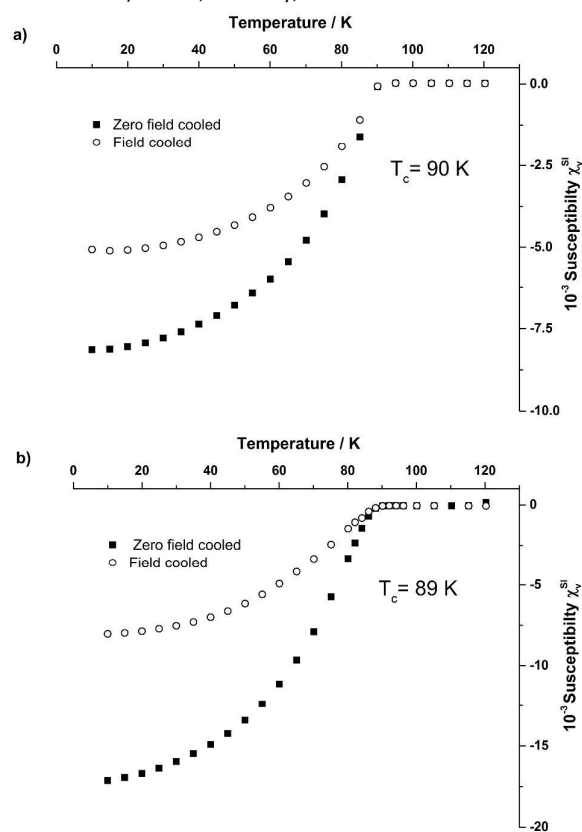 Temperature / K
a)
0 20 40 60 80 100 120
0.0
Zero field cooled
Field cooled
-2.5
T_c= 90 K
-5.0
-7.5
-10.0
10^-3 Susceptibilty χ_v^SI
Temperature / K
b)
0 20 40 60 80 100 120
0
Zero field cooled
Field cooled
-5
T_c= 89 K
-10
-15
-20
10^-3 Susceptibilty χ_v^SI